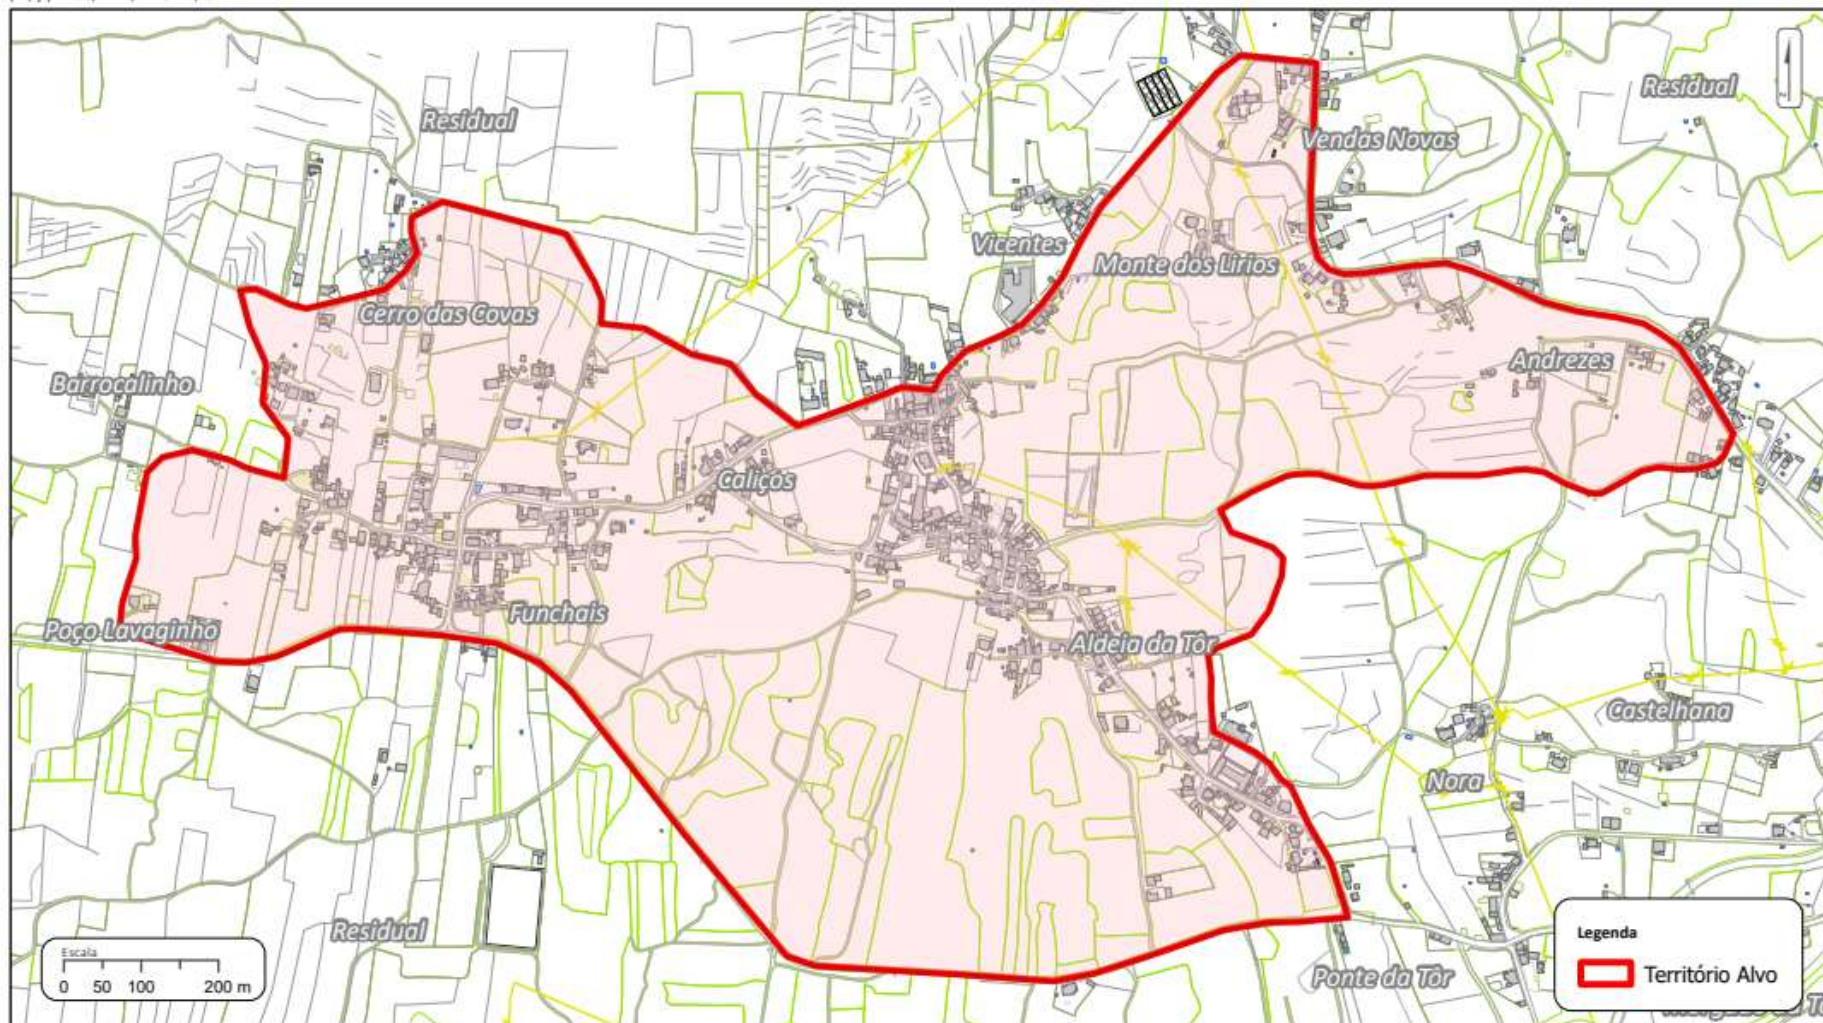 Residual
Residual
Vendas Novas
Vicentes
Monte dos Lírios
Cerro das Covas
Andrezes
Barrocalinho
Caliços
Funchais
Poço Lavaginho
Aldeia da Tôr
Castelhana
Nora
Residual
Ponte da Tôr
Escala
0 50 100 200 m
Legenda
Território Alvo